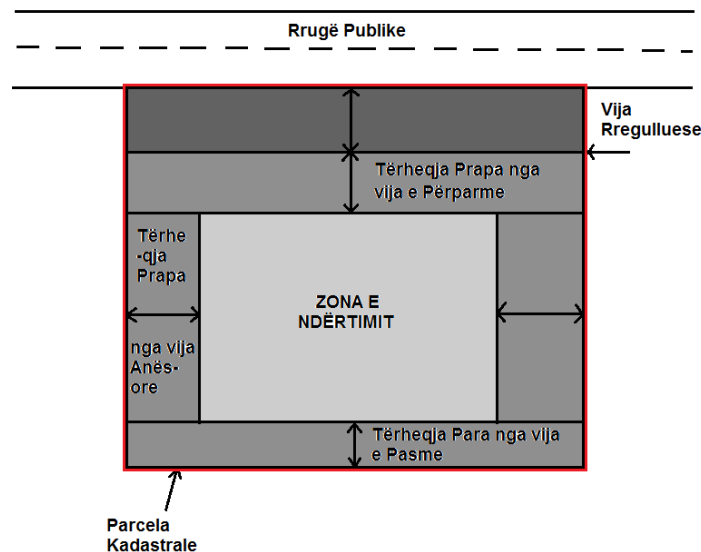 Rrugë Publike
Vija
Rregulluese
Tërheqja Prapa nga
vija e Përparme
Tërhe
-qja
Prapa
nga vija
Anës-
ore
ZONA E
NDËRTIMIT
Tërheqja Para nga vija
e Pasme
Parcela
Kadastrale